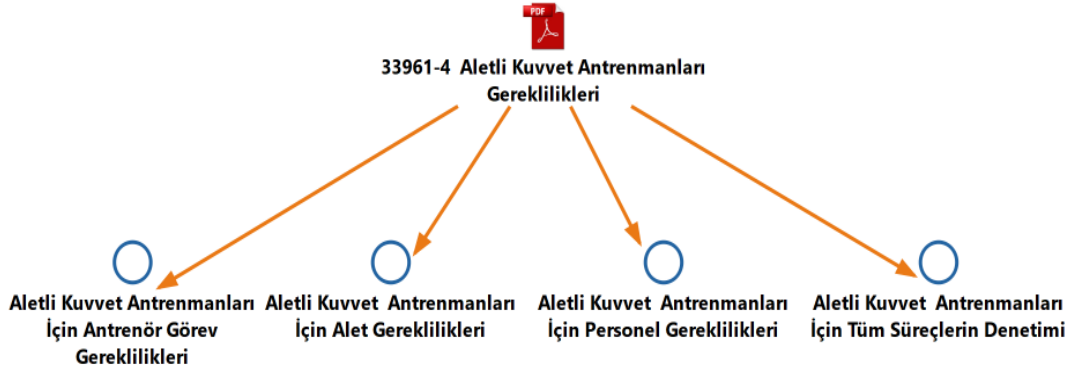 PDF
33961-4 Aletli Kuvvet Antrenmanları
Gereklilikleri
Aletli Kuvvet Antrenmanları
İçin Antrenör Görev
Gereklilikleri
Aletli Kuvvet Antrenmanları
İçin Alet Gereklilikleri
Aletli Kuvvet Antrenmanları
İçin Personel Gereklilikleri
Aletli Kuvvet Antrenmanları
İçin Tüm Süreçlerin Denetimi